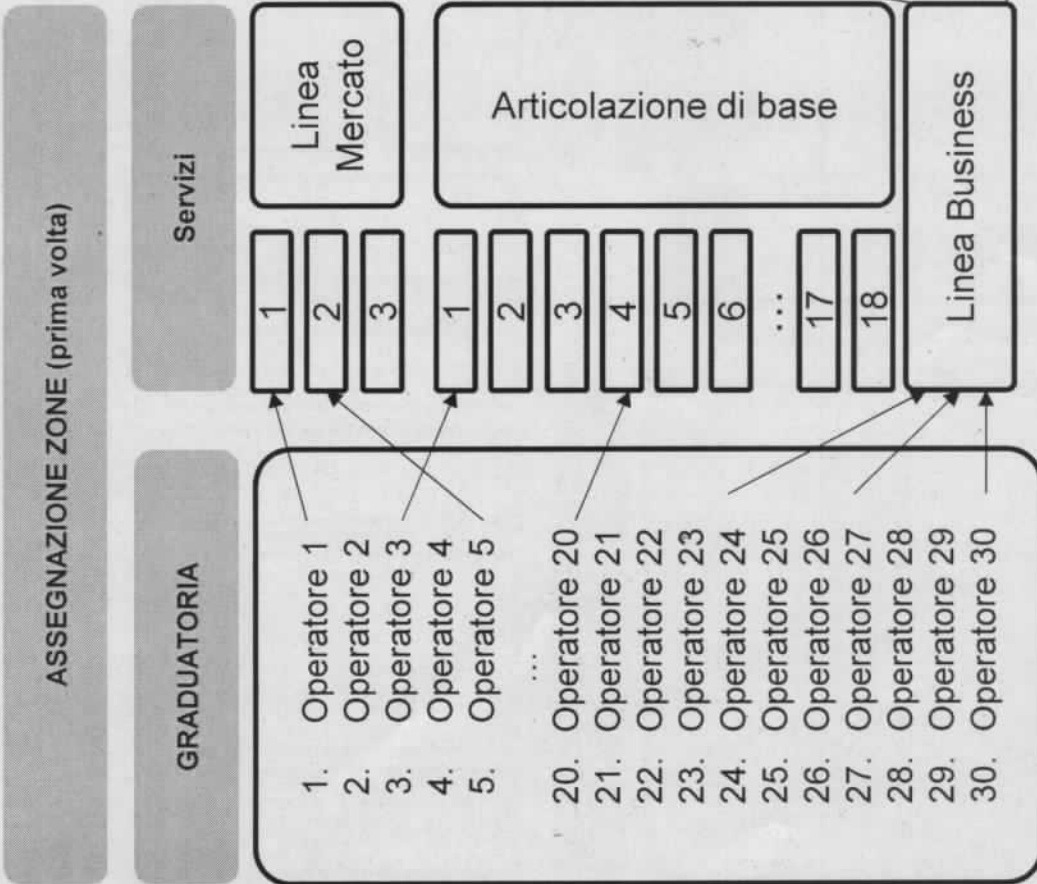 ASSEGNAZIONE ZONE (prima volta)
GRADUATORIA
1. Operatore 1
2. Operatore 2
3. Operatore 3
4. Operatore 4
5. Operatore 5
...
20. Operatore 20
21. Operatore 21
22. Operatore 22
23. Operatore 23
24. Operatore 24
25. Operatore 25
26. Operatore 26
27. Operatore 27
28. Operatore 28
29. Operatore 29
30. Operatore 30
Servizi
1
2
3
Linea
Mercato
1
2
3
4
5
6
...
17
18
Articolazione di base
Linea Business